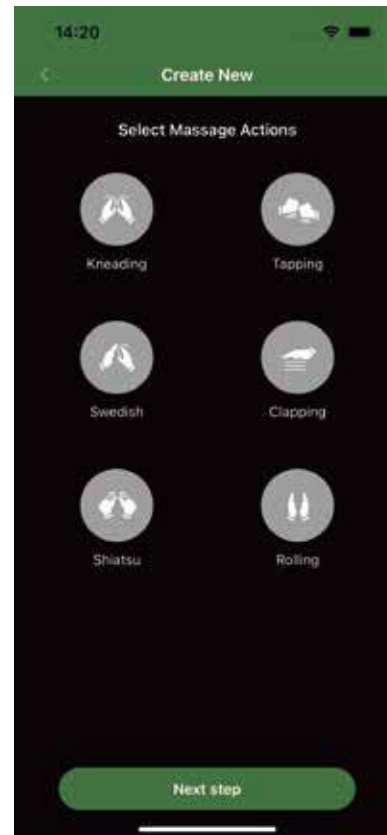 14:20
Create New
Select Massage Actions
Kneading Tapping
Swedish Clapping
Shiatsu Rolling
Next step